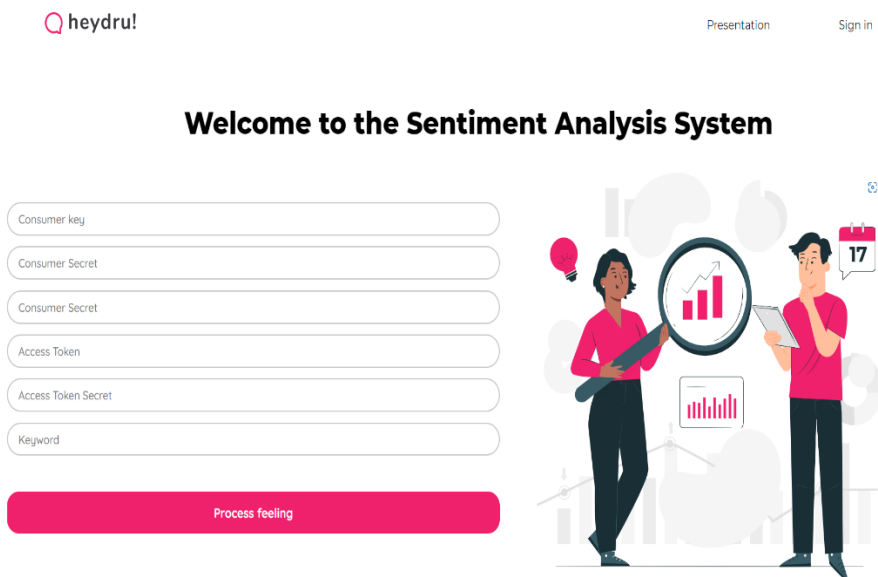 heydru!
Presentation
Sign in
Welcome to the Sentiment Analysis System
Consumer key
Consumer Secret
Consumer Secret
Access Token
Access Token Secret
Keyword
Process feeling
17